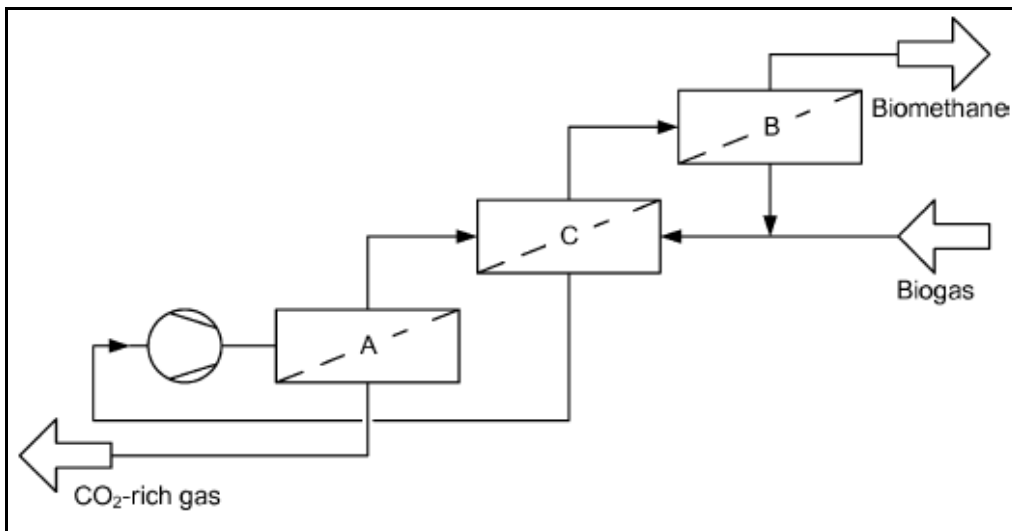 Biomethane
B
C
Biogas
A
CO₂-rich gas